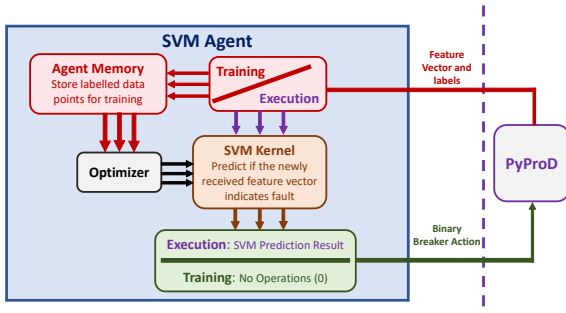 SVM Agent
Agent Memory
Store labelled data
points for training
Training
Execution
Feature
Vector and
labels
Optimizer
SVM Kernel
Predict if the newly
received feature vector
indicates fault
PyProD
Execution: SVM Prediction Result
Training: No Operations (0)
Binary
Breaker Action